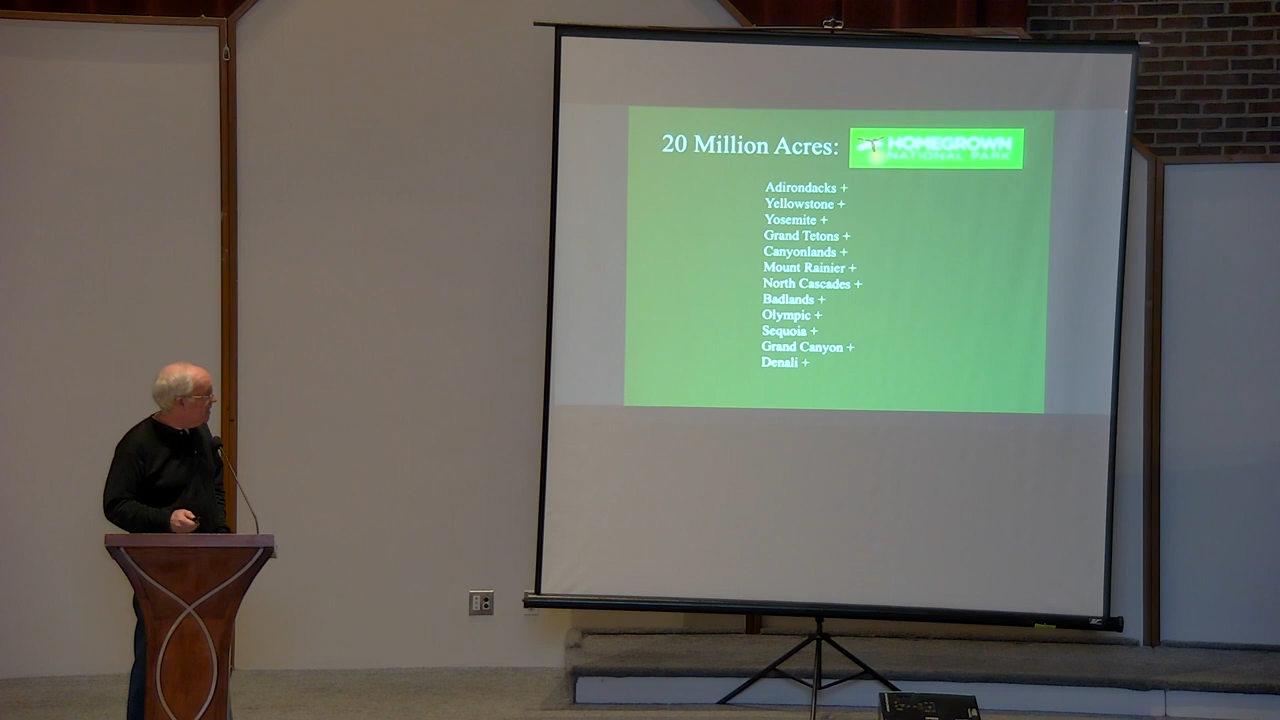 20 Million Acres: HOMEGROWN
NATIONAL PARK
Adirondacks +
Yellowstone +
Yosemite +
Grand Tetons +
Canyonlands +
Mount Rainier +
North Cascades +
Badlands +
Olympic +
Sequoia +
Grand Canyon +
Denali +